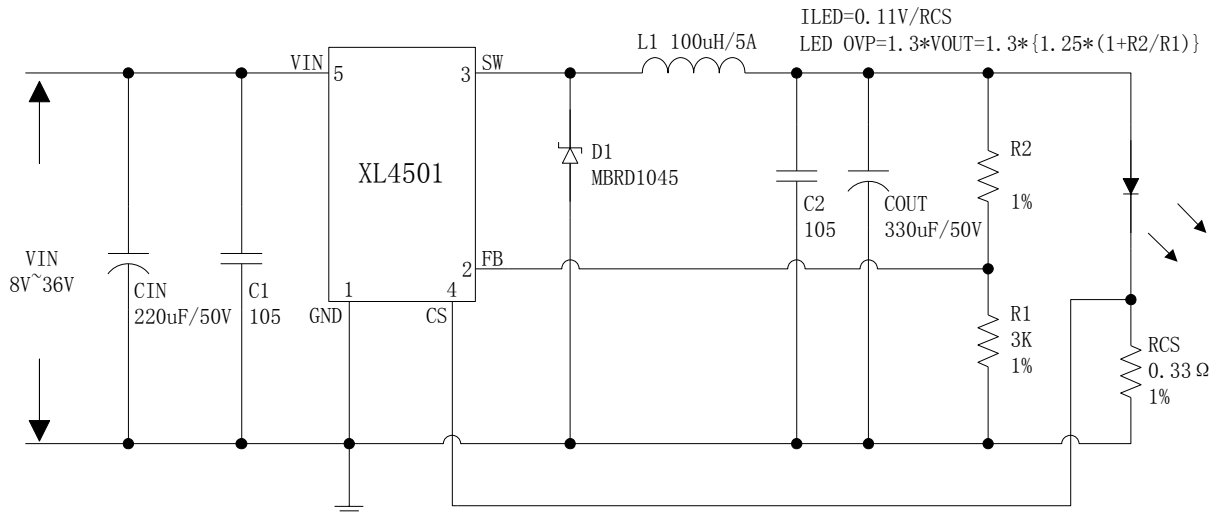 ILED=0.11V/RCS
LED OVP=1.3*VOUT=1.3*{1.25*(1+R2/R1)}
L1 100uH/5A
VIN
5
3
SW
XL4501
D1
MBRD1045
R2
1%
C2
105
COUT
330uF/50V
VIN
8V~36V
CIN
220uF/50V
C1
105
2
FB
1
GND
4
CS
R1
3K
1%
RCS
0.33Ω
1%